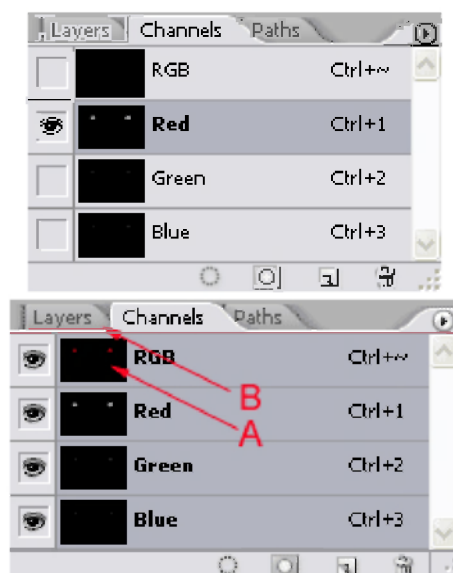 Layers Channels Paths
RGB Ctrl+~
Red Ctrl+1
Green Ctrl+2
Blue Ctrl+3
Layers Channels Paths
RGB Ctrl+~
B
Red Ctrl+1
A
Green Ctrl+2
Blue Ctrl+3